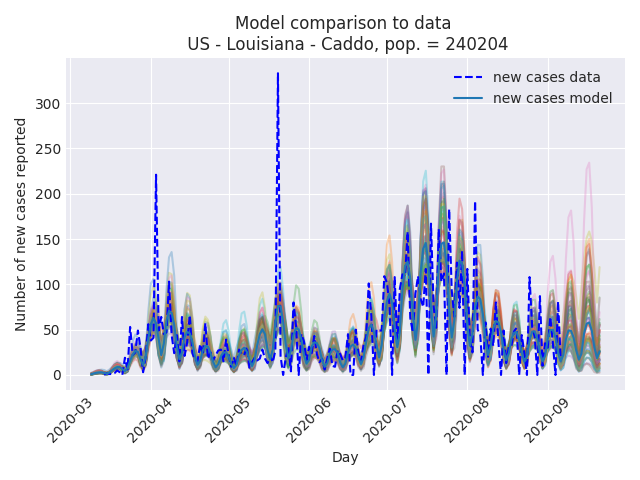 Model comparison to data
US - Louisiana - Caddo, pop. = 240204
new cases data
new cases model
Number of new cases reported
300
250
200
150
100
50
0
2020-03
2020-04
2020-05
2020-06
2020-07
2020-08
2020-09
Day